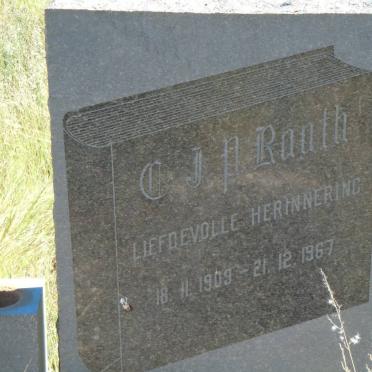 C J P Rauth
LIEFDEVOLLE HERINNERING
18.11.1909 - 21.12.1967